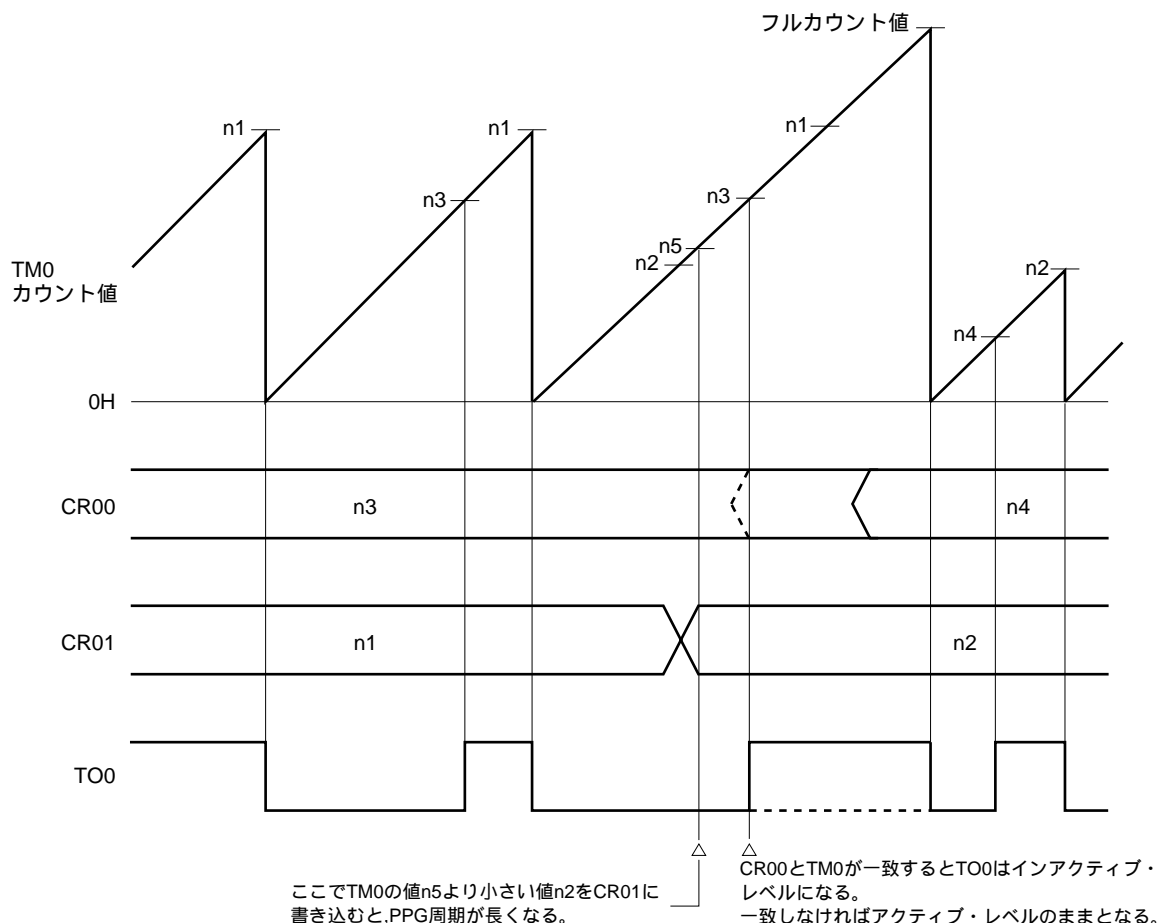 フルカウント値
n1
n1
n1
n3
n3
n5
n2
n2
n4
TM0
カウント値
0H
CR00
n3
n4
CR01
n1
n2
TO0
ここでTM0の値n5より小さい値n2をCR01に
書き込むと,PPG周期が長くなる。
CR00とTM0が一致するとTO0はインアクティブ・
レベルになる。
一致しなければアクティブ・レベルのままとなる。